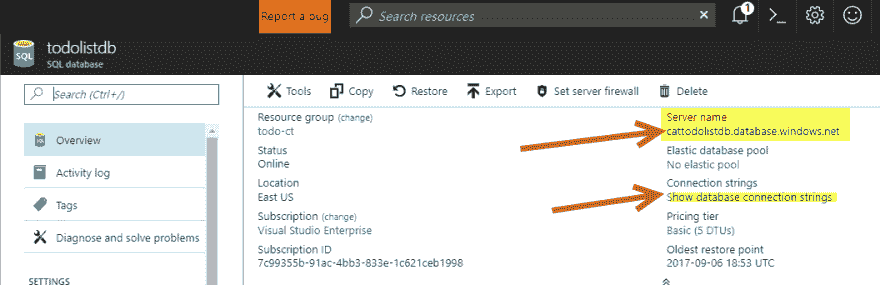 Report a Bug
Search resources
1
SQL
todolistdb
SQL database
Search (Ctrl+/)
Overview
Activity log
Tags
Diagnose and solve problems
SETTINGS
Tools
Copy
Restore
Export
Set server firewall
Delete
Resource group (change)
todo-ct
Status
Online
Location
East US
Subscription (change)
Visual Studio Enterprise
Subscription ID
7c99355b-91ac-4bb3-833e-1c621ceb1998
Server name
cattodolistdb.database.windows.net
Elastic database pool
No elastic pool
Connection strings
Show database connection strings
Pricing tier
Basic (5 DTUs)
Oldest restore point
2017-09-06 18:53 UTC